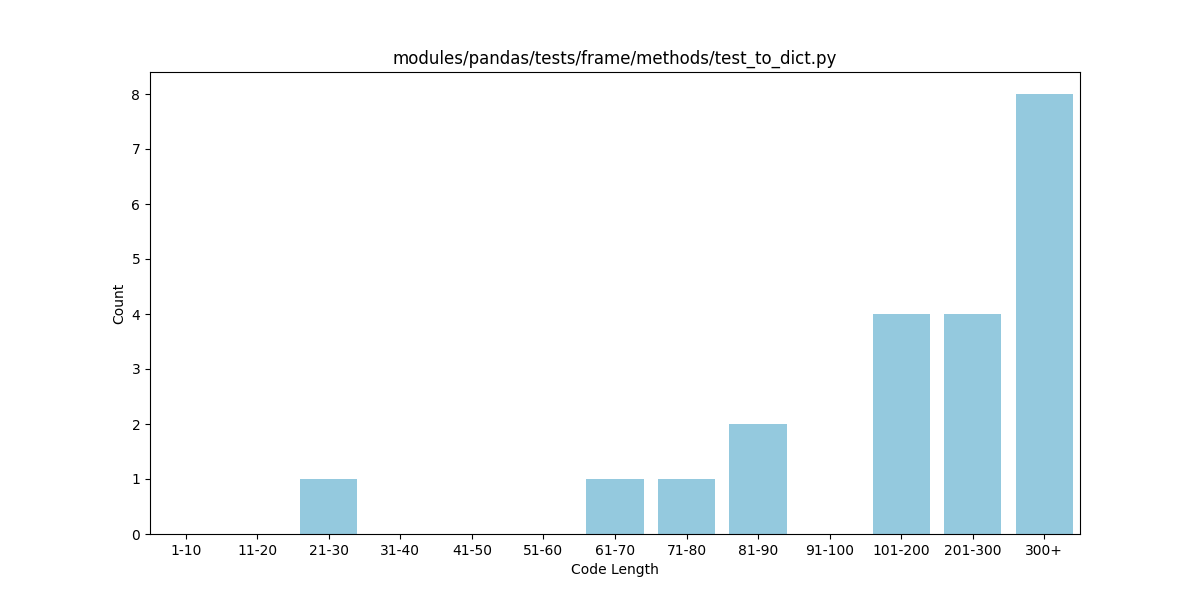 modules/pandas/tests/frame/methods/test_to_dict.py
8
7
6
5
4
3
2
1
0
Count
1-10 11-20 21-30 31-40 41-50 51-60 61-70 71-80 81-90 91-100 101-200 201-300 300+
Code Length